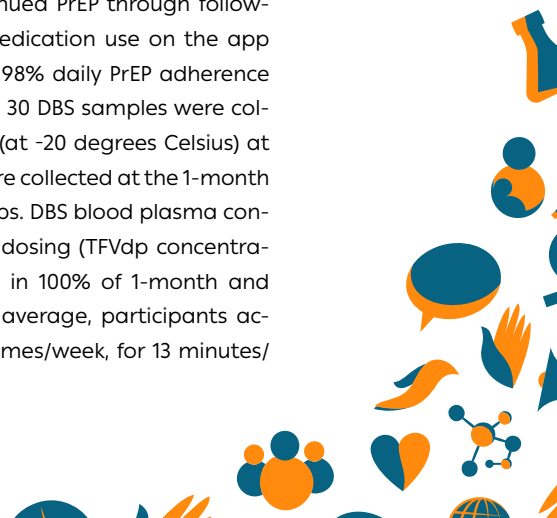 nued PrEP through follow-
edication use on the app
98% daily PrEP adherence
30 DBS samples were col-
(at -20 degrees Celsius) at
re collected at the 1-month
ps. DBS blood plasma con-
dosing (TFVdp concentra-
in 100% of 1-month and
average, participants ac-
mes/week, for 13 minutes/